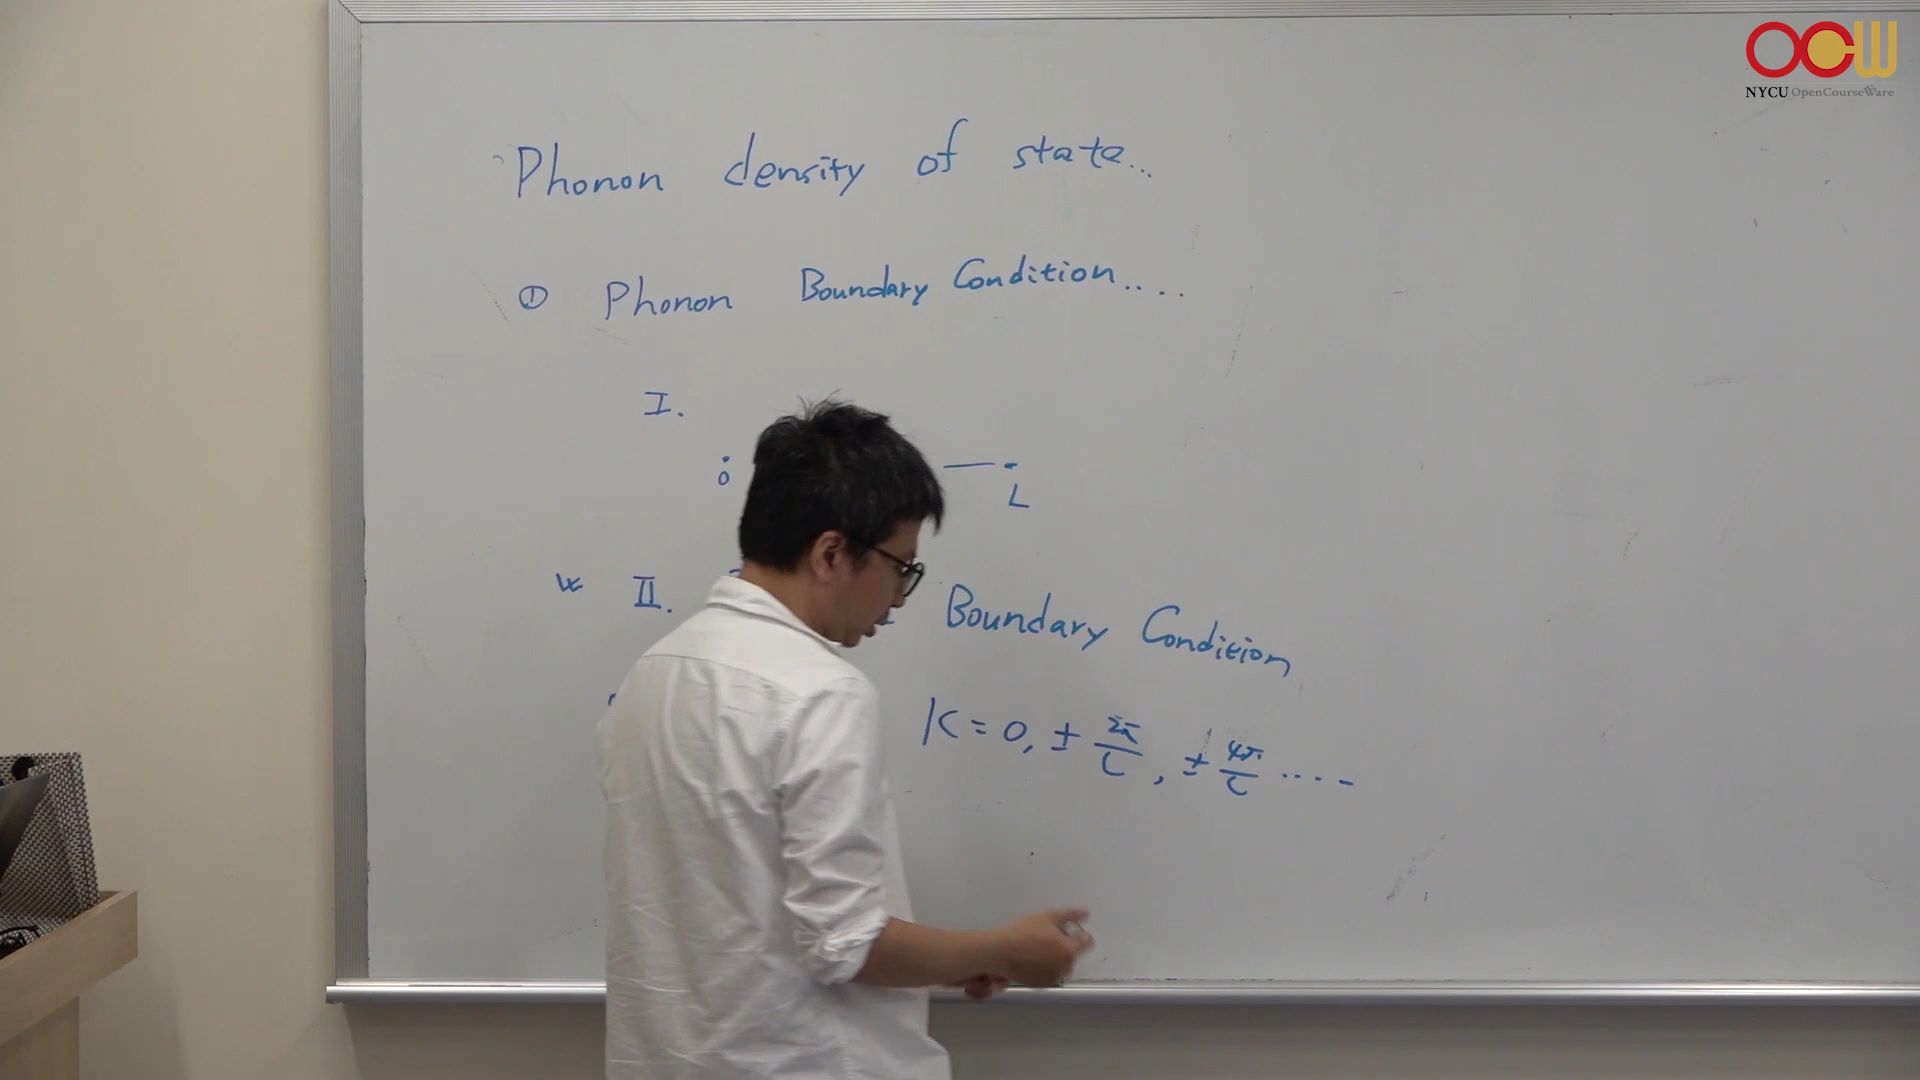 OCW
NYCU OpenCourseWare
Phonon density of state...
① Phonon Boundary Condition....
I.
0 L
II. Boundary Condition
K = 0, ± 2π/L, ± 4π/L ....-